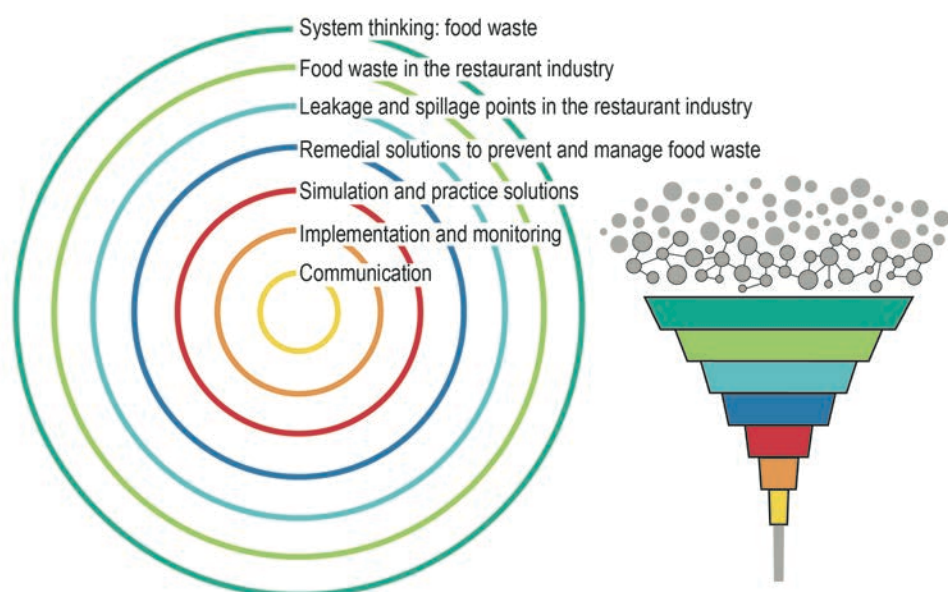 System thinking: food waste
Food waste in the restaurant industry
Leakage and spillage points in the restaurant industry
Remedial solutions to prevent and manage food waste
Simulation and practice solutions
Implementation and monitoring
Communication